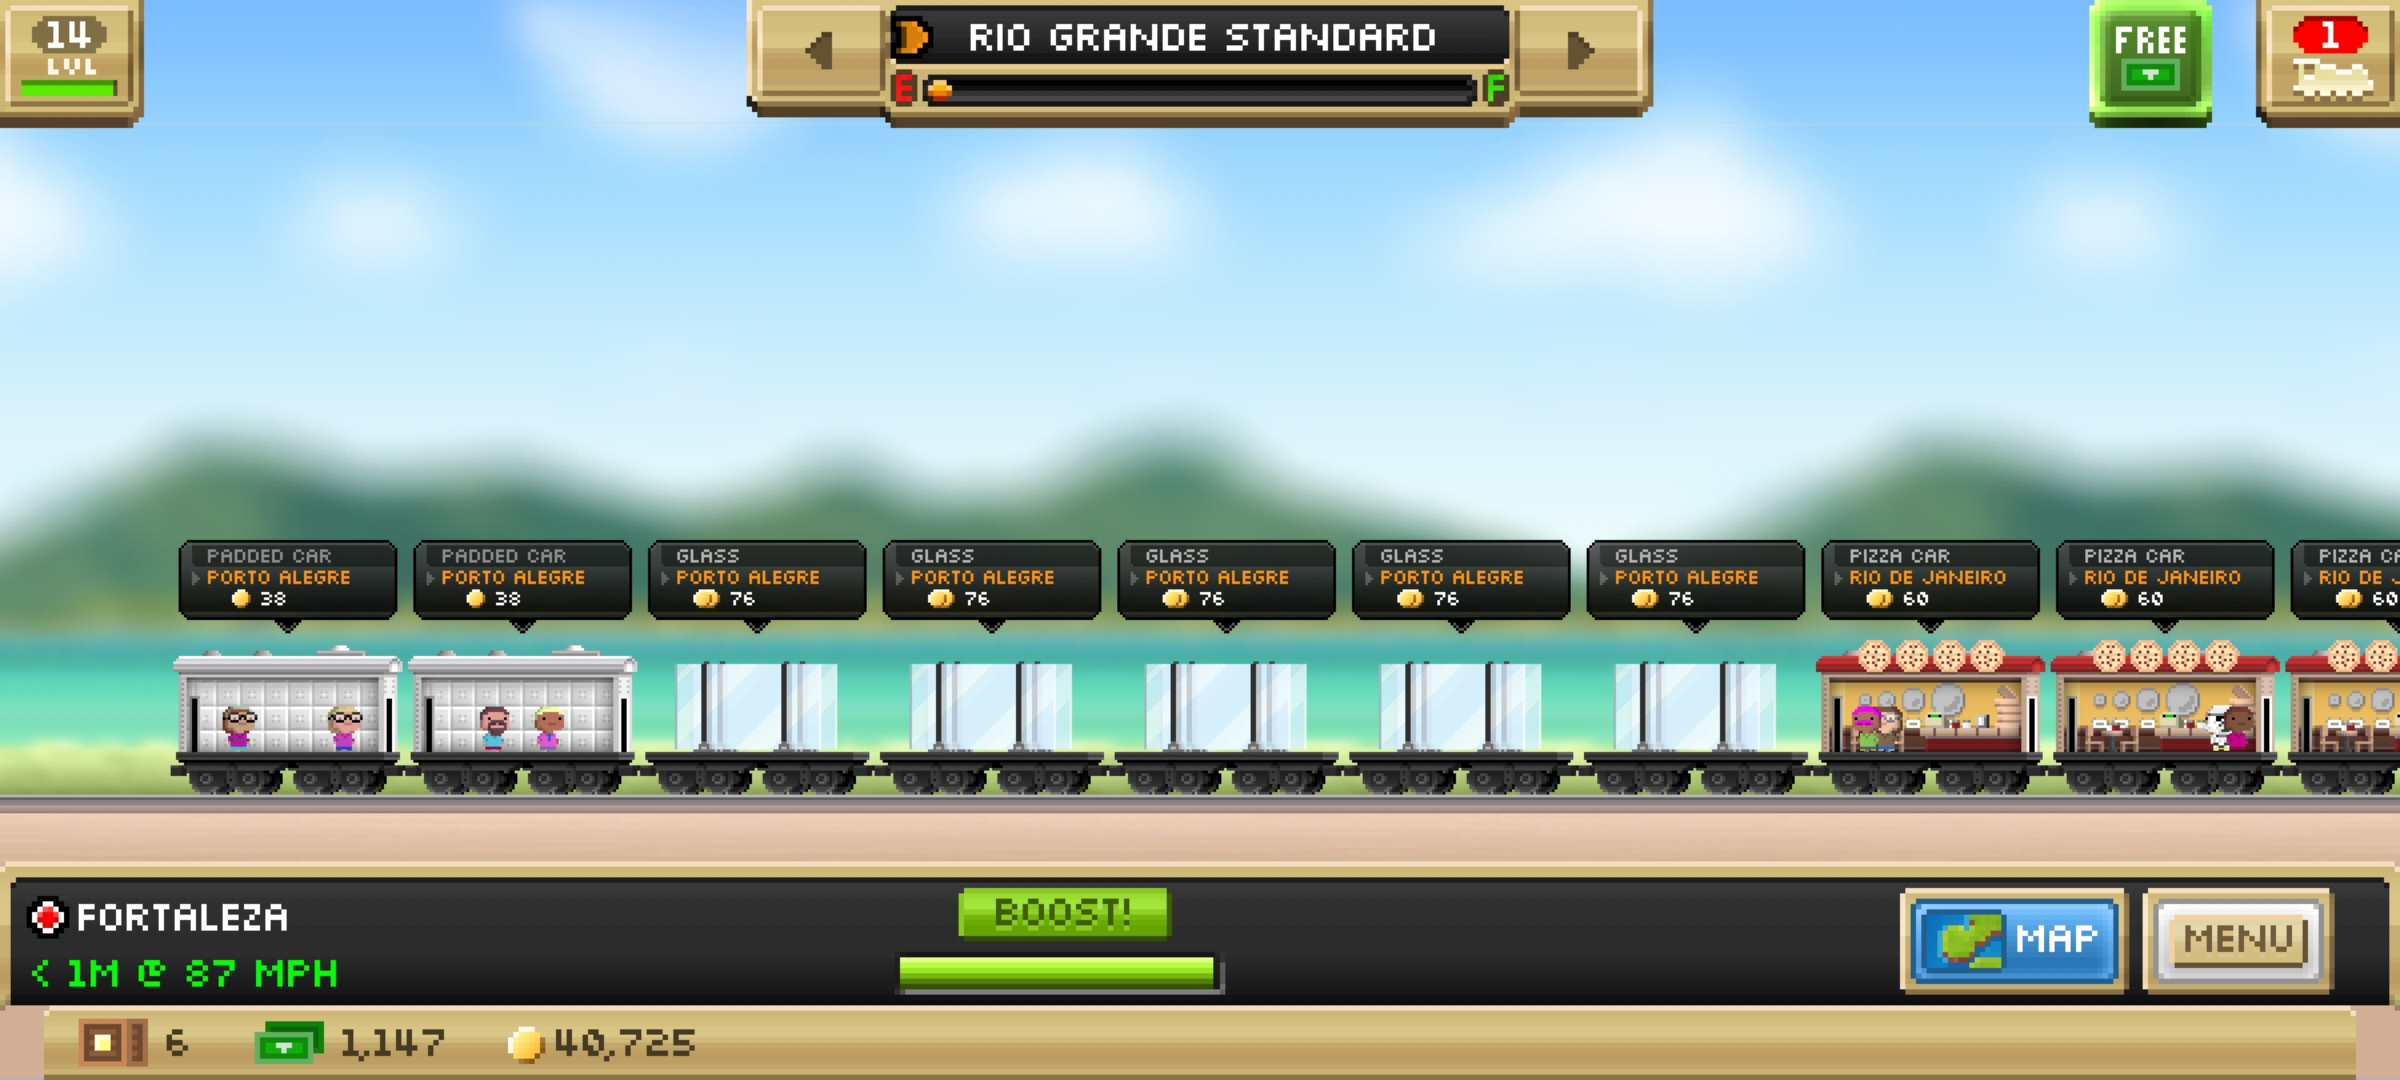 14
LVL
RIO GRANDE STANDARD
E F
FREE
1
PADDED CAR
PORTO ALEGRE
38
PADDED CAR
PORTO ALEGRE
38
GLASS
PORTO ALEGRE
76
GLASS
PORTO ALEGRE
76
GLASS
PORTO ALEGRE
76
GLASS
PORTO ALEGRE
76
GLASS
PORTO ALEGRE
76
PIZZA CAR
RIO DE JANEIRO
60
PIZZA CAR
RIO DE JANEIRO
60
PIZZA
RIO DE
60
FORTALEZA
< 1M @ 87 MPH
BOOST!
MAP
MENU
6
1,147
40,725